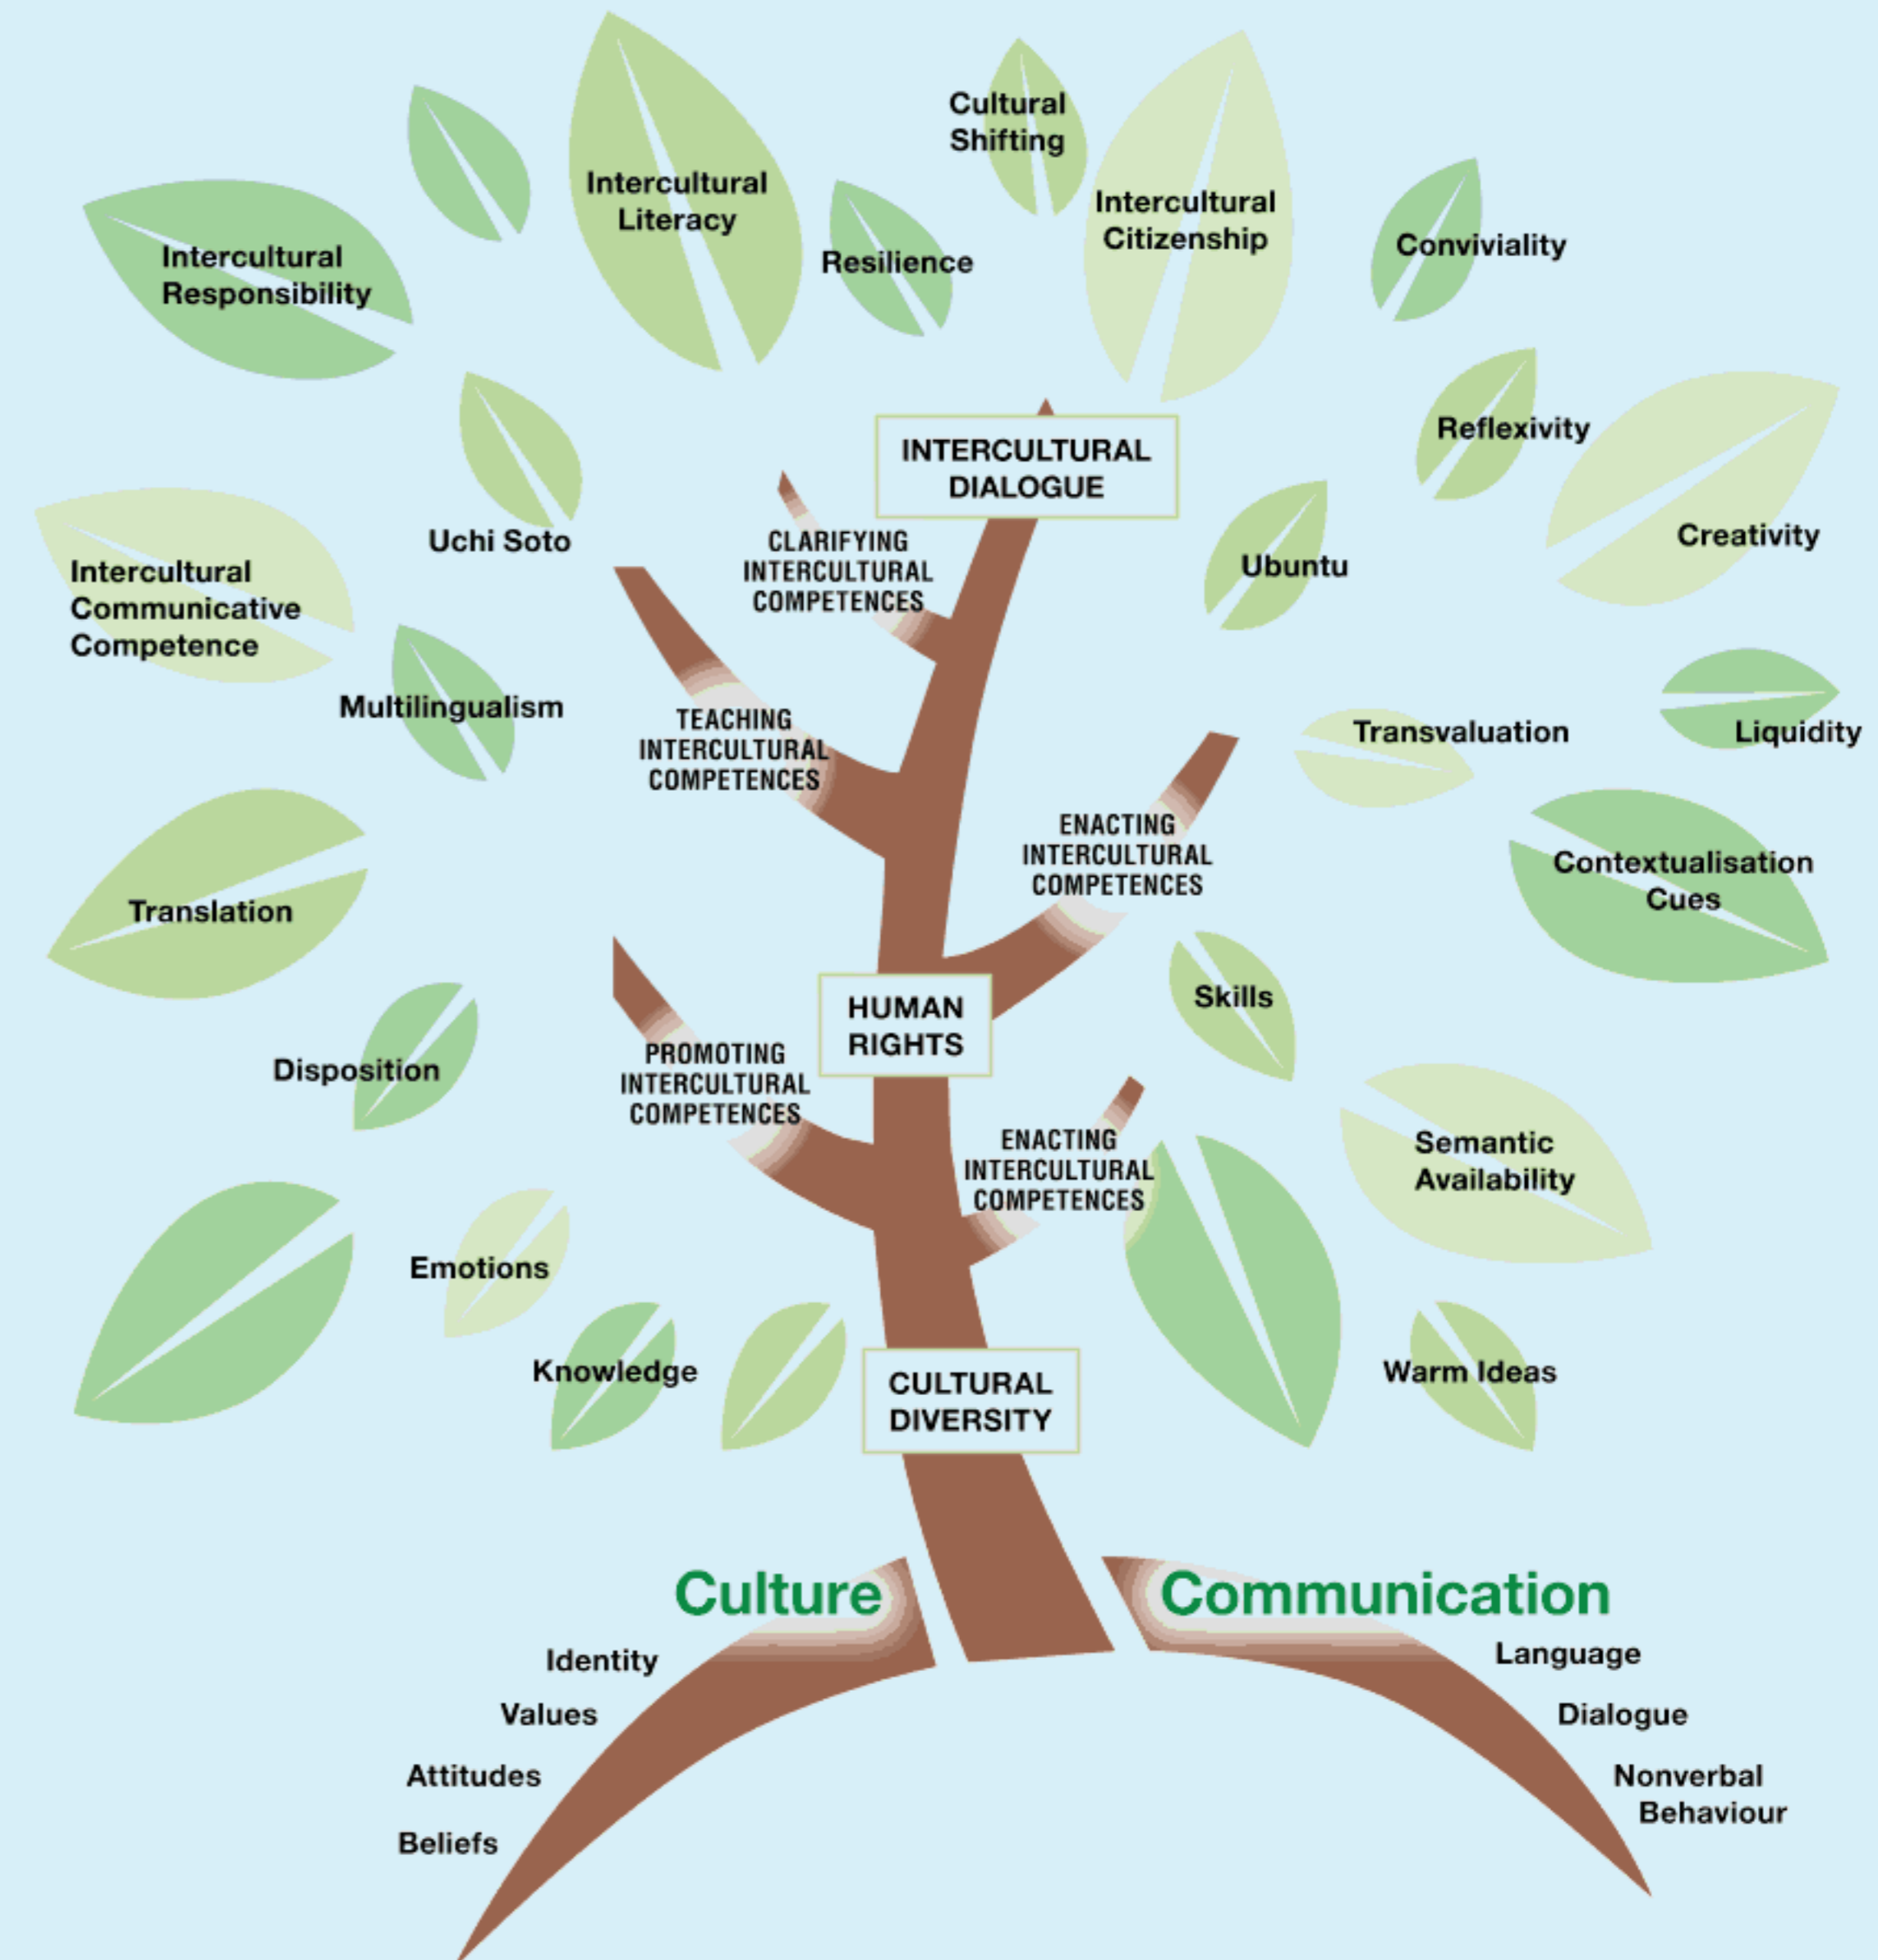 Cultural
Shifting
Intercultural
Literacy
Intercultural
Citizenship
Resilience
Conviviality
Intercultural
Responsibility
Reflexivity
INTERCULTURAL
DIALOGUE
Creativity
Uchi Soto
CLARIFYING
INTERCULTURAL
COMPETENCES
Ubuntu
Intercultural
Communicative
Competence
Multilingualism
TEACHING
INTERCULTURAL
COMPETENCES
Transvaluation
Liquidity
ENACTING
INTERCULTURAL
COMPETENCES
Contextualisation
Cues
Translation
Skills
HUMAN
RIGHTS
PROMOTING
INTERCULTURAL
COMPETENCES
Disposition
ENACTING
INTERCULTURAL
COMPETENCES
Semantic
Availability
Emotions
Knowledge
Warm Ideas
CULTURAL
DIVERSITY
Culture
Identity
Values
Attitudes
Beliefs
Communication
Language
Dialogue
Nonverbal
Behaviour